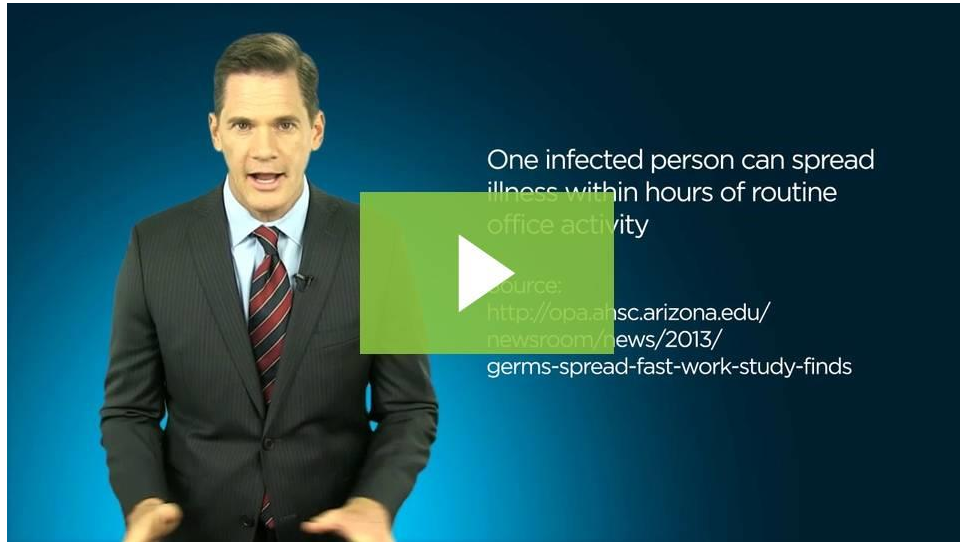 One infected person can spread
illness within hours of routine
office activity
Source:
http://opa.ahsc.arizona.edu/
newsroom/news/2013/
germs-spread-fast-work-study-finds